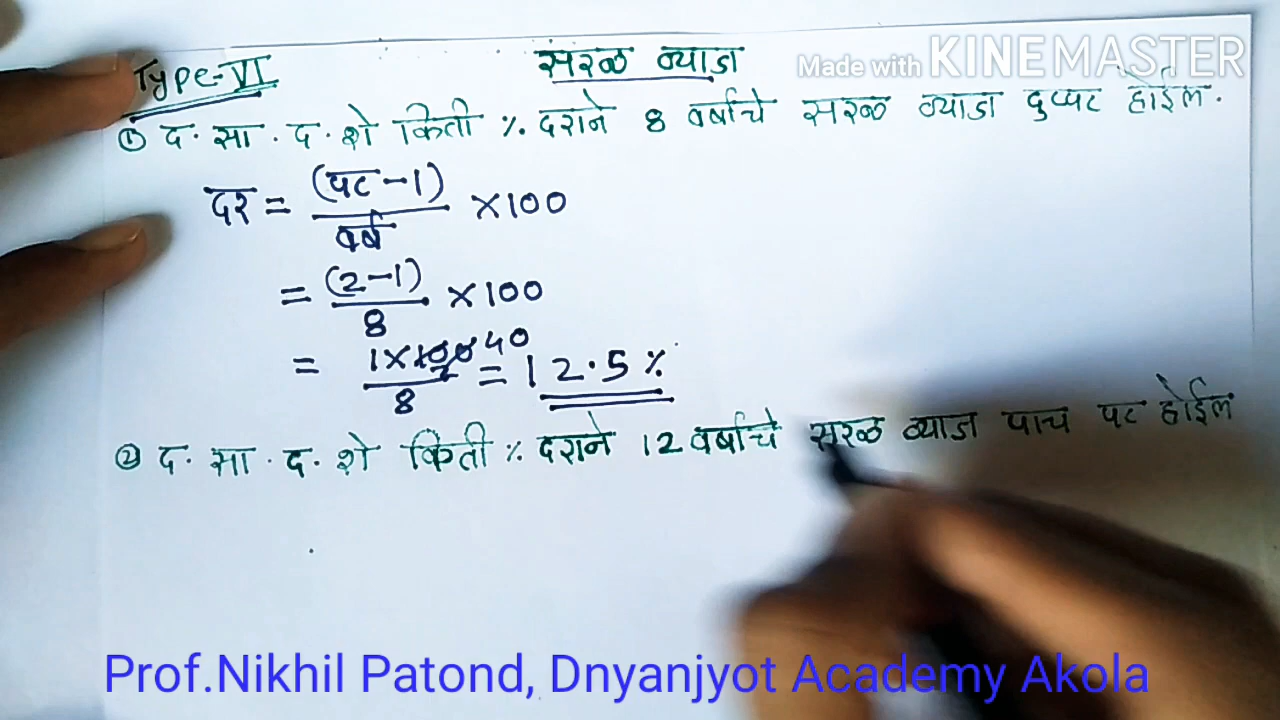 Type-VI सरळ व्याज
Made with KINEMASTER
① द. सा. द. शे किती % दराने 8 वर्षाचे सरळ व्याज दुप्पट होईल.
दर = (पट-1) / वर्ष × 100
= (2-1) / 8 × 100
= 1×100 / 8 = 12.5 %
② द. सा. द. शे किती % दराने 12 वर्षाचे सरळ व्याज पाच पट होईल
Prof.Nikhil Patond, Dnyanjyot Academy Akola